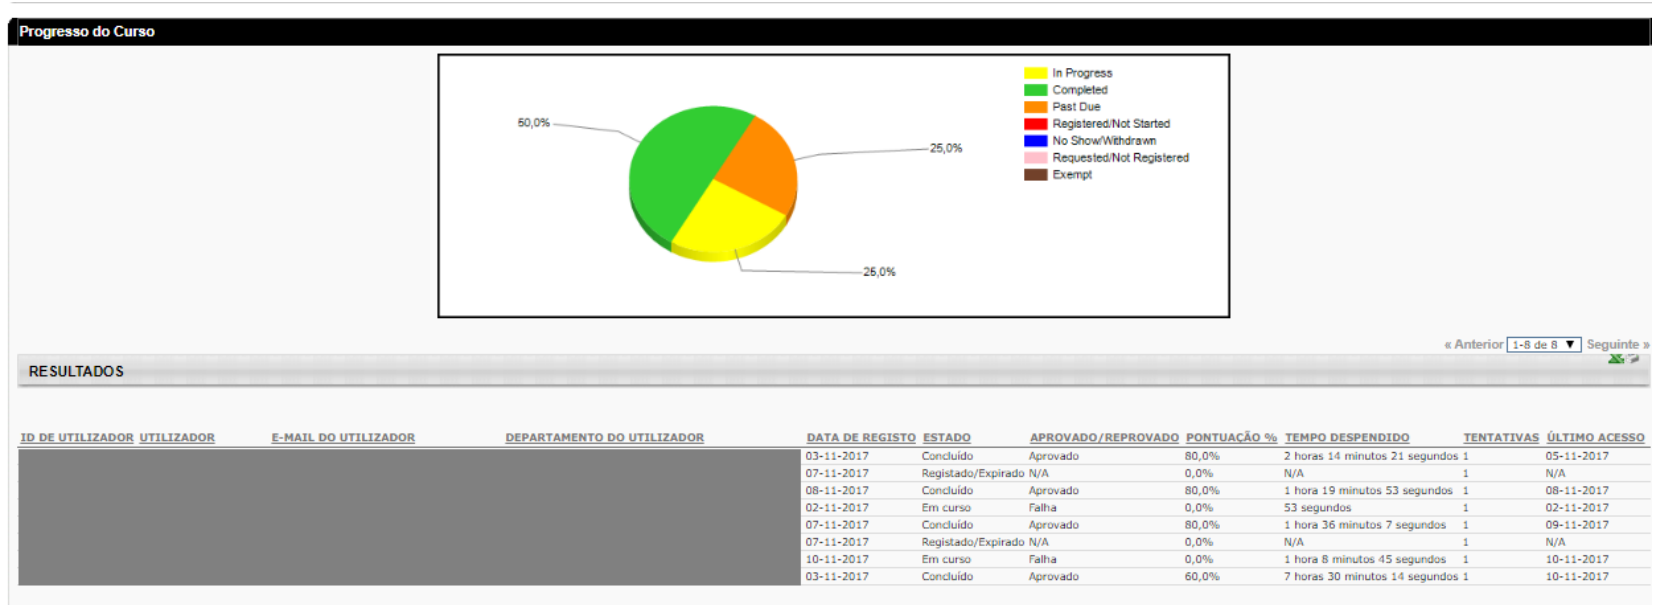 Progresso do Curso
In Progress
Completed
Past Due
Registered/Not Started
No Show/Withdrawn
Requested/Not Registered
Exempt
50,0%
25,0%
25,0%
« Anterior 1-8 de 8 ▼ Seguinte »
RESULTADOS
ID DE UTILIZADOR UTILIZADOR E-MAIL DO UTILIZADOR DEPARTAMENTO DO UTILIZADOR DATA DE REGISTO ESTADO APROVADO/REPROVADO PONTUAÇÃO % TEMPO DESPENDIDO TENTATIVAS ÚLTIMO ACESSO
03-11-2017 Concluído Aprovado 80,0% 2 horas 14 minutos 21 segundos 1 05-11-2017
07-11-2017 Registado/Expirado N/A 0,0% N/A 1 N/A
08-11-2017 Concluído Aprovado 80,0% 1 hora 19 minutos 53 segundos 1 08-11-2017
02-11-2017 Em curso Falha 0,0% 53 segundos 1 02-11-2017
07-11-2017 Concluído Aprovado 80,0% 1 hora 36 minutos 7 segundos 1 09-11-2017
07-11-2017 Registado/Expirado N/A 0,0% N/A 1 N/A
10-11-2017 Em curso Falha 0,0% 1 hora 8 minutos 45 segundos 1 10-11-2017
03-11-2017 Concluído Aprovado 60,0% 7 horas 30 minutos 14 segundos 1 10-11-2017